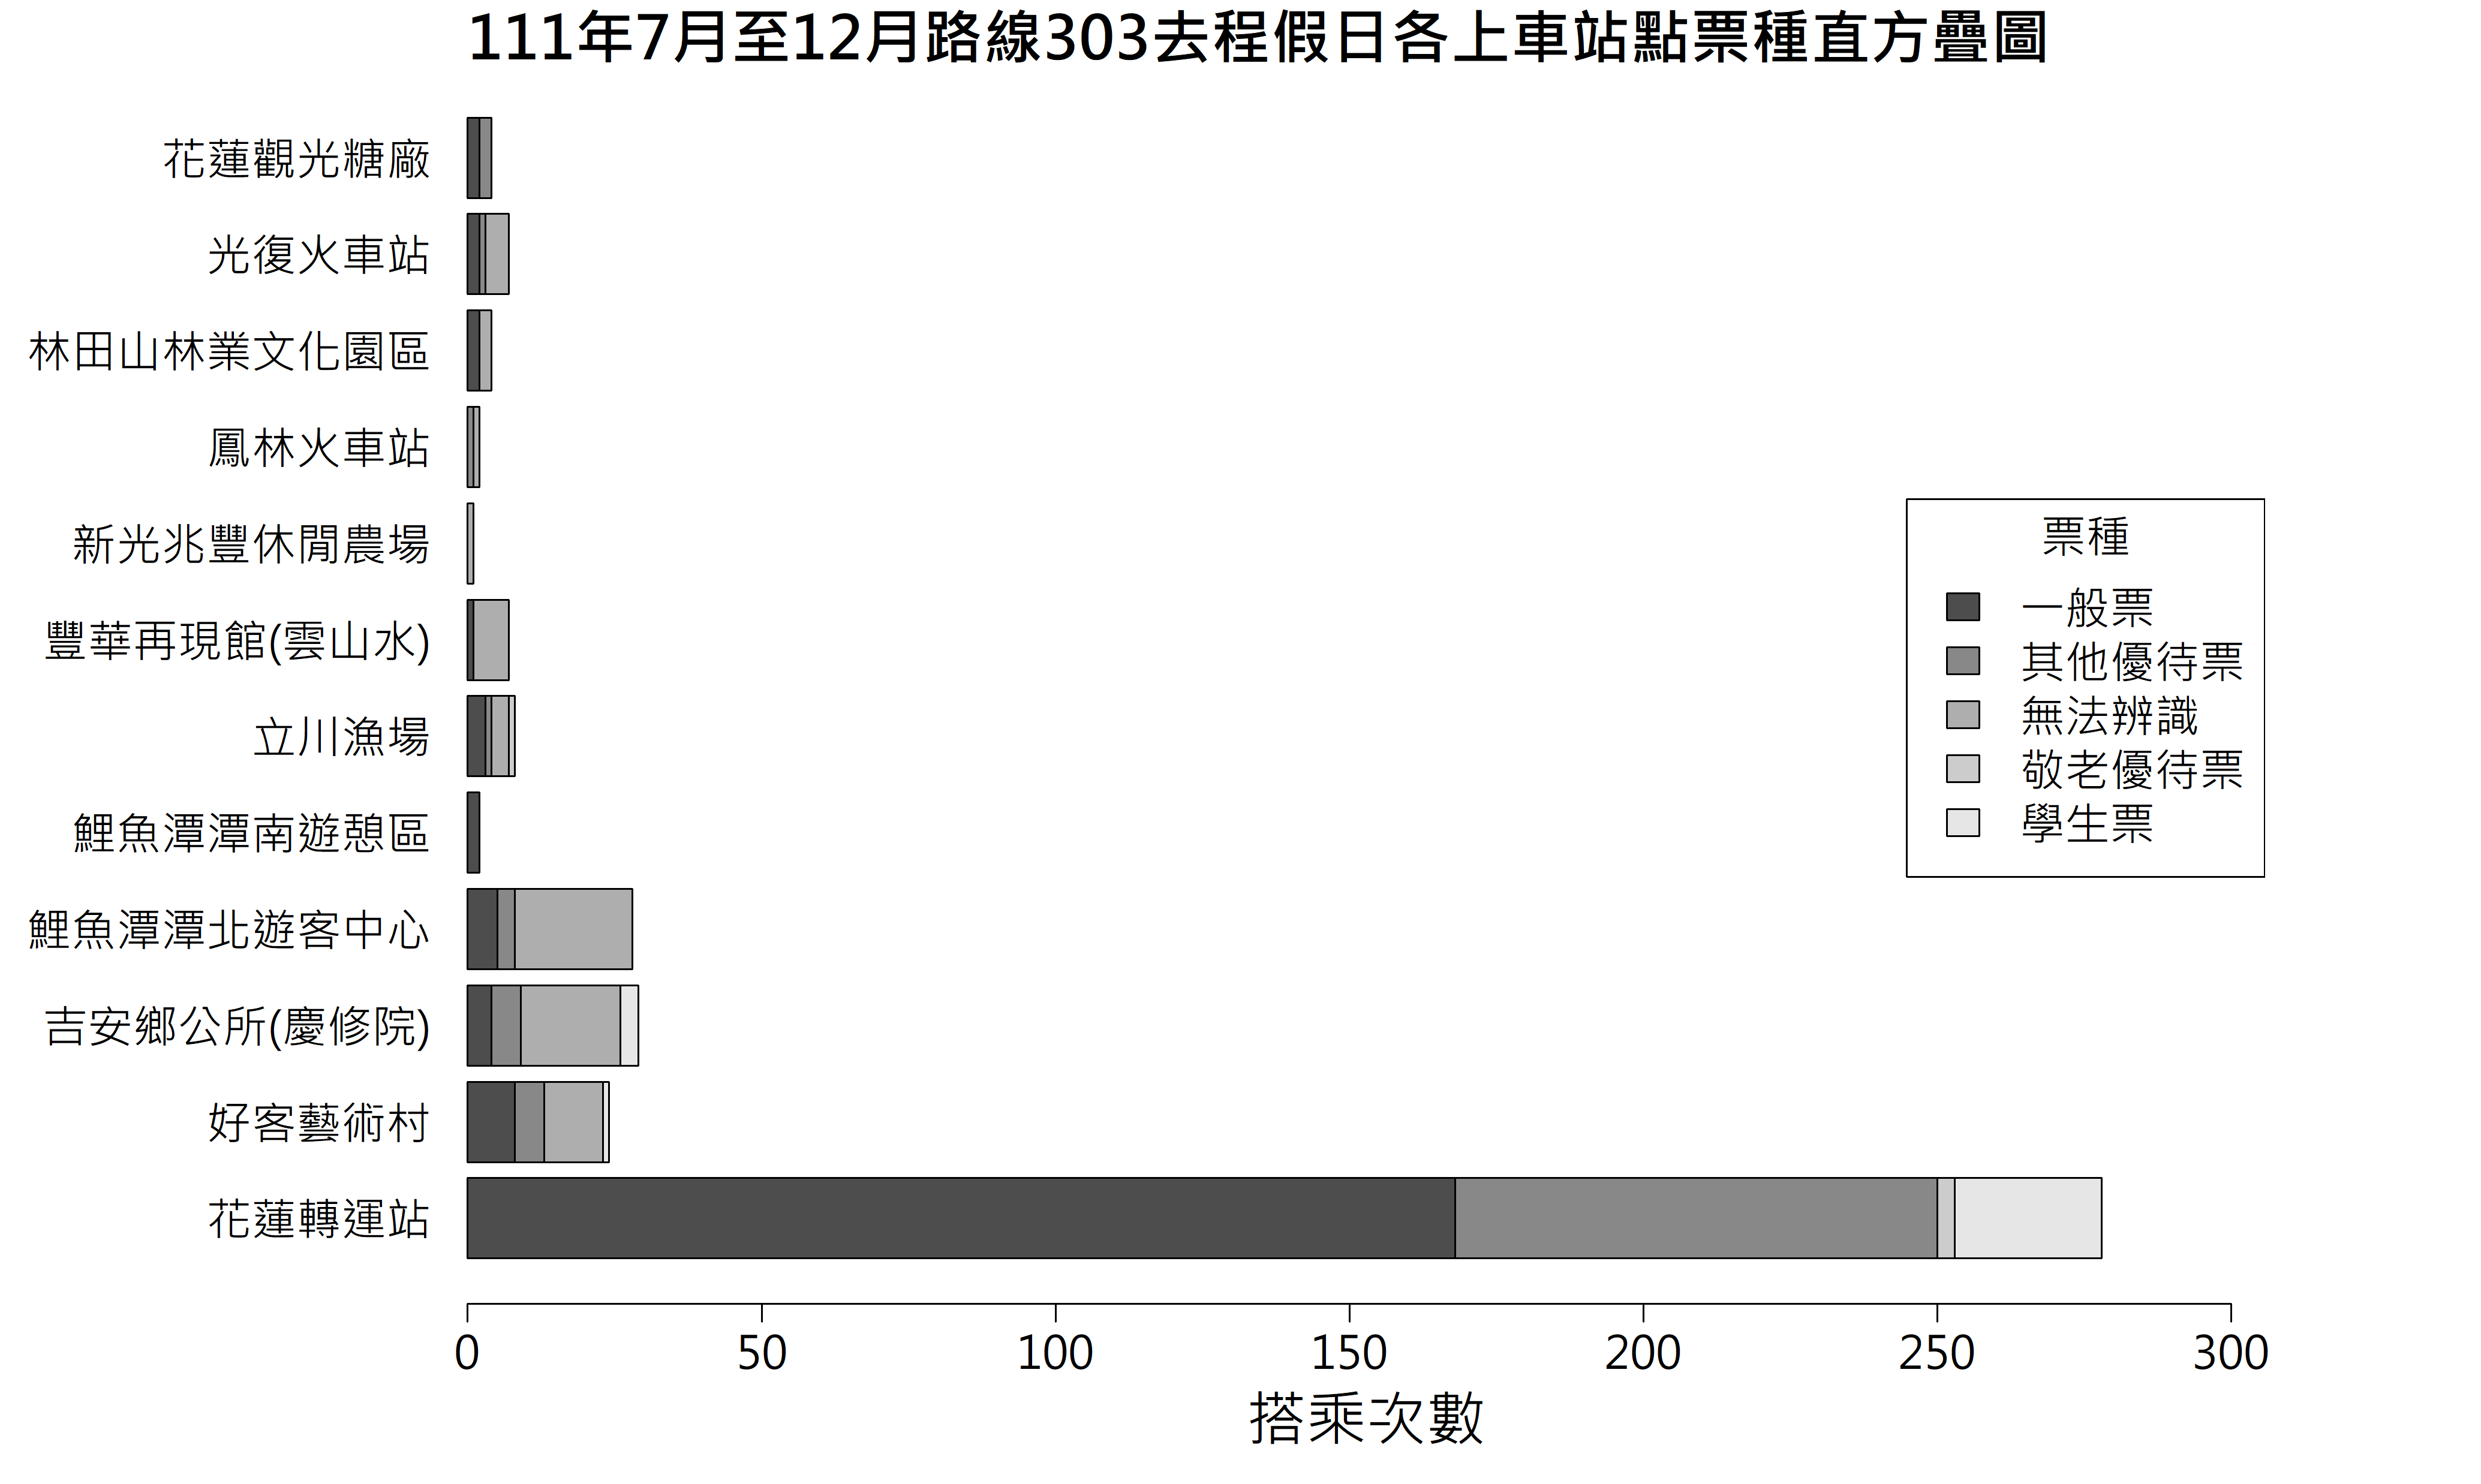 111年7月至12月路線303去程假日各上車站點票種直方疊圖
花蓮觀光糖廠
光復火車站
林田山林業文化園區
鳳林火車站
新光兆豐休閒農場
豐華再現館(雲山水)
立川漁場
鯉魚潭潭南遊憩區
鯉魚潭潭北遊客中心
吉安鄉公所(慶修院)
好客藝術村
花蓮轉運站
票種
一般票
其他優待票
無法辨識
敬老優待票
學生票
0 50 100 150 200 250 300
搭乘次數